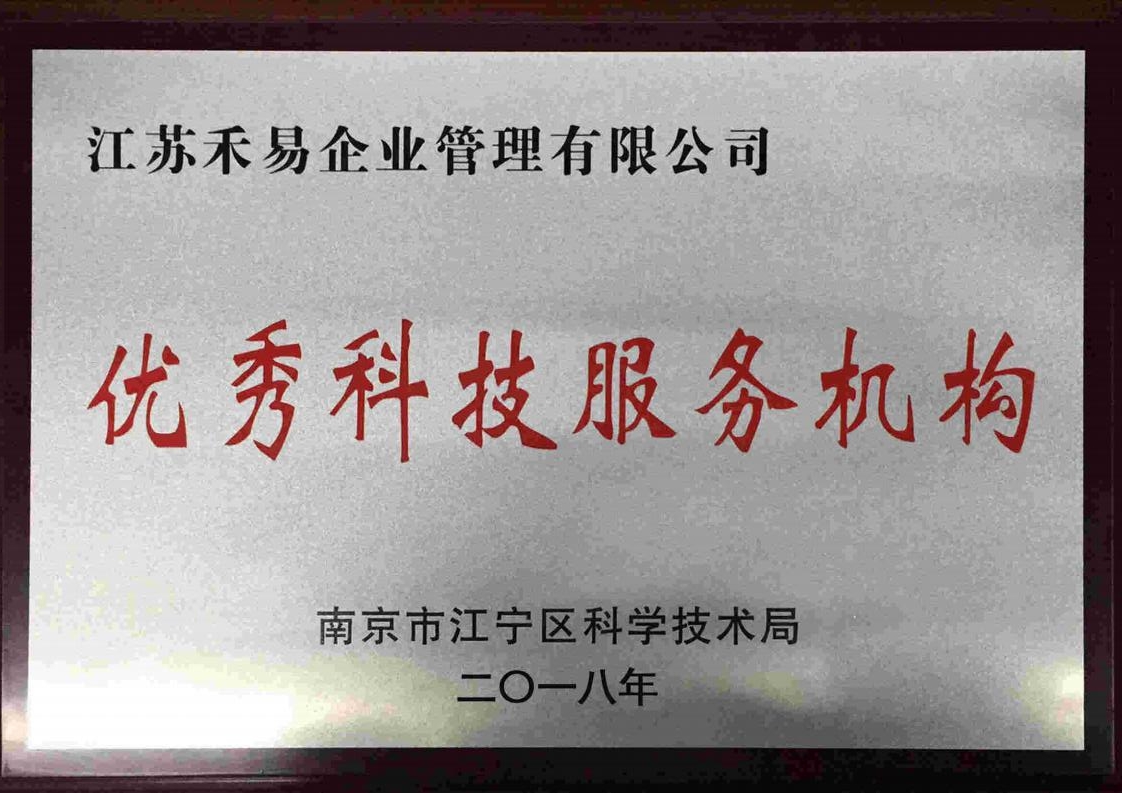 江苏禾易企业管理有限公司
优秀科技服务机构
南京市江宁区科学技术局
二〇一八年